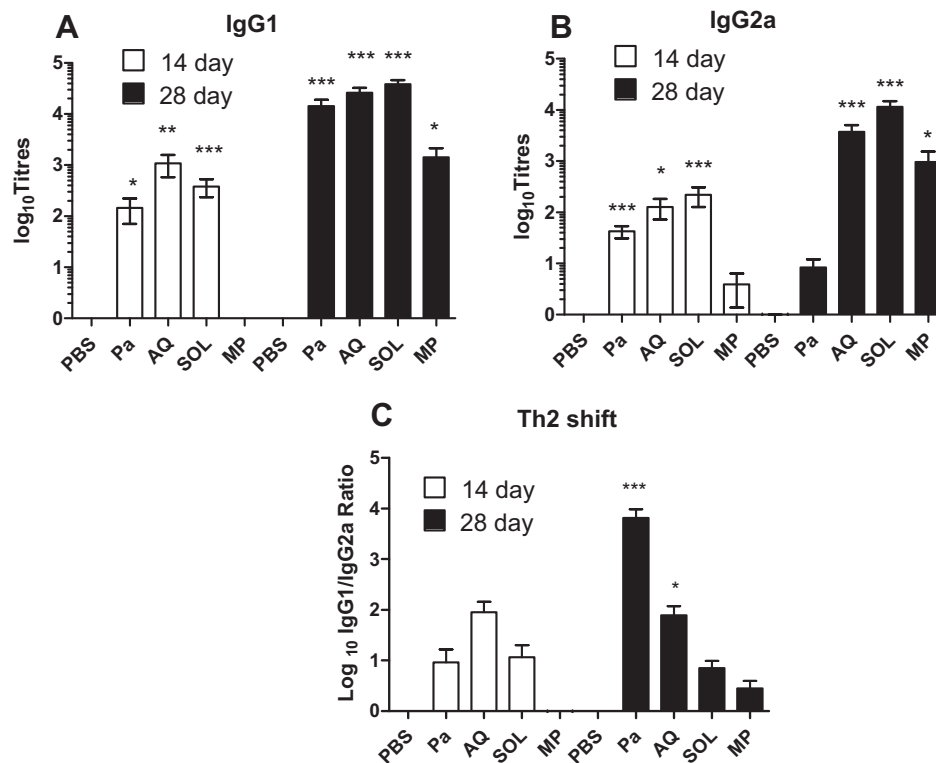 A
IgG1
14 day
28 day
log10Titres
5
4
3
2
1
0
*
**
***
***
***
***
*
PBS
Pa
AQ
SOL
MP
PBS
Pa
AQ
SOL
MP
B
IgG2a
14 day
28 day
log10Titres
5
4
3
2
1
0
***
*
***
***
***
*
PBS
Pa
AQ
SOL
MP
PBS
Pa
AQ
SOL
MP
C
Th2 shift
14 day
28 day
Log 10 IgG1/IgG2a Ratio
5
4
3
2
1
0
***
*
PBS
Pa
AQ
SOL
MP
PBS
Pa
AQ
SOL
MP